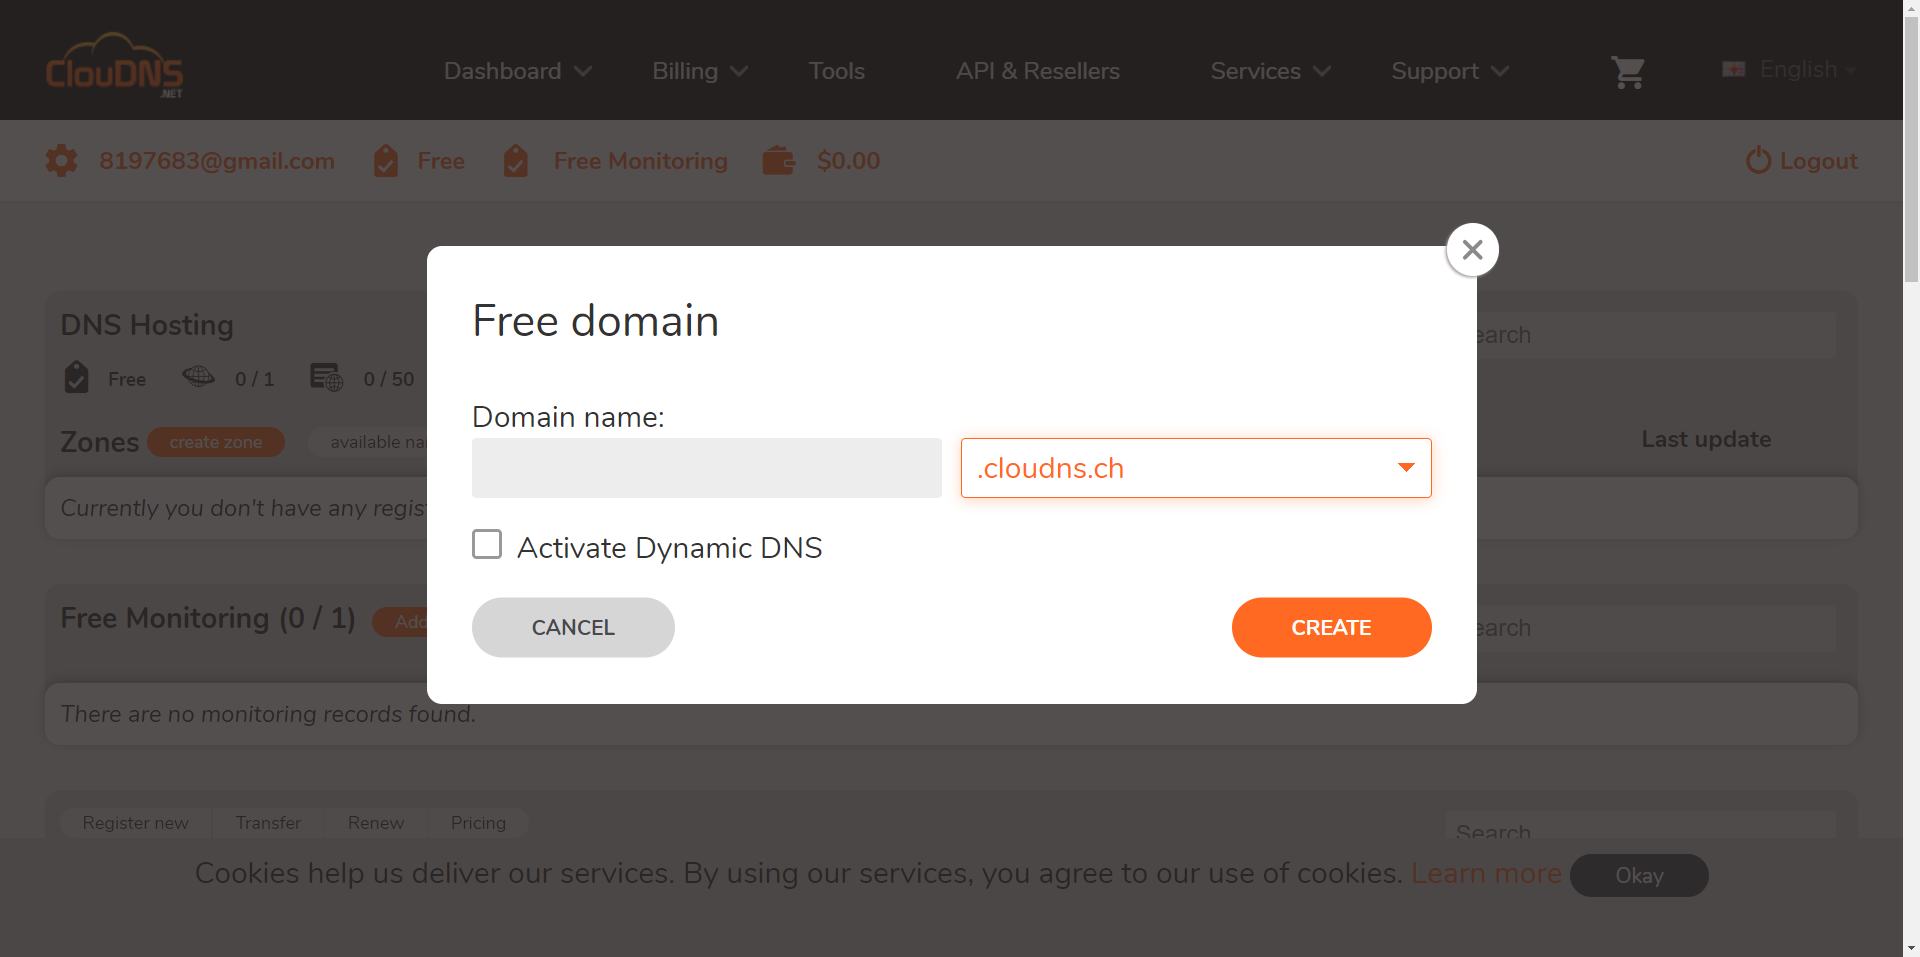 ClouDNS
.NET
Dashboard
Billing
Tools
API & Resellers
Services
Support
English
8197683@gmail.com
Free
Free Monitoring
$0.00
Logout
Free domain
Domain name:
.cloudns.ch
Activate Dynamic DNS
CANCEL
CREATE
DNS Hosting
Free
0 / 1
0 / 50
earch
Zones
create zone
available na
Last update
Currently you don't have any regis
Free Monitoring (0 / 1)
Add
earch
There are no monitoring records found.
Register new
Transfer
Renew
Pricing
Search
Cookies help us deliver our services. By using our services, you agree to our use of cookies. Learn more
Okay